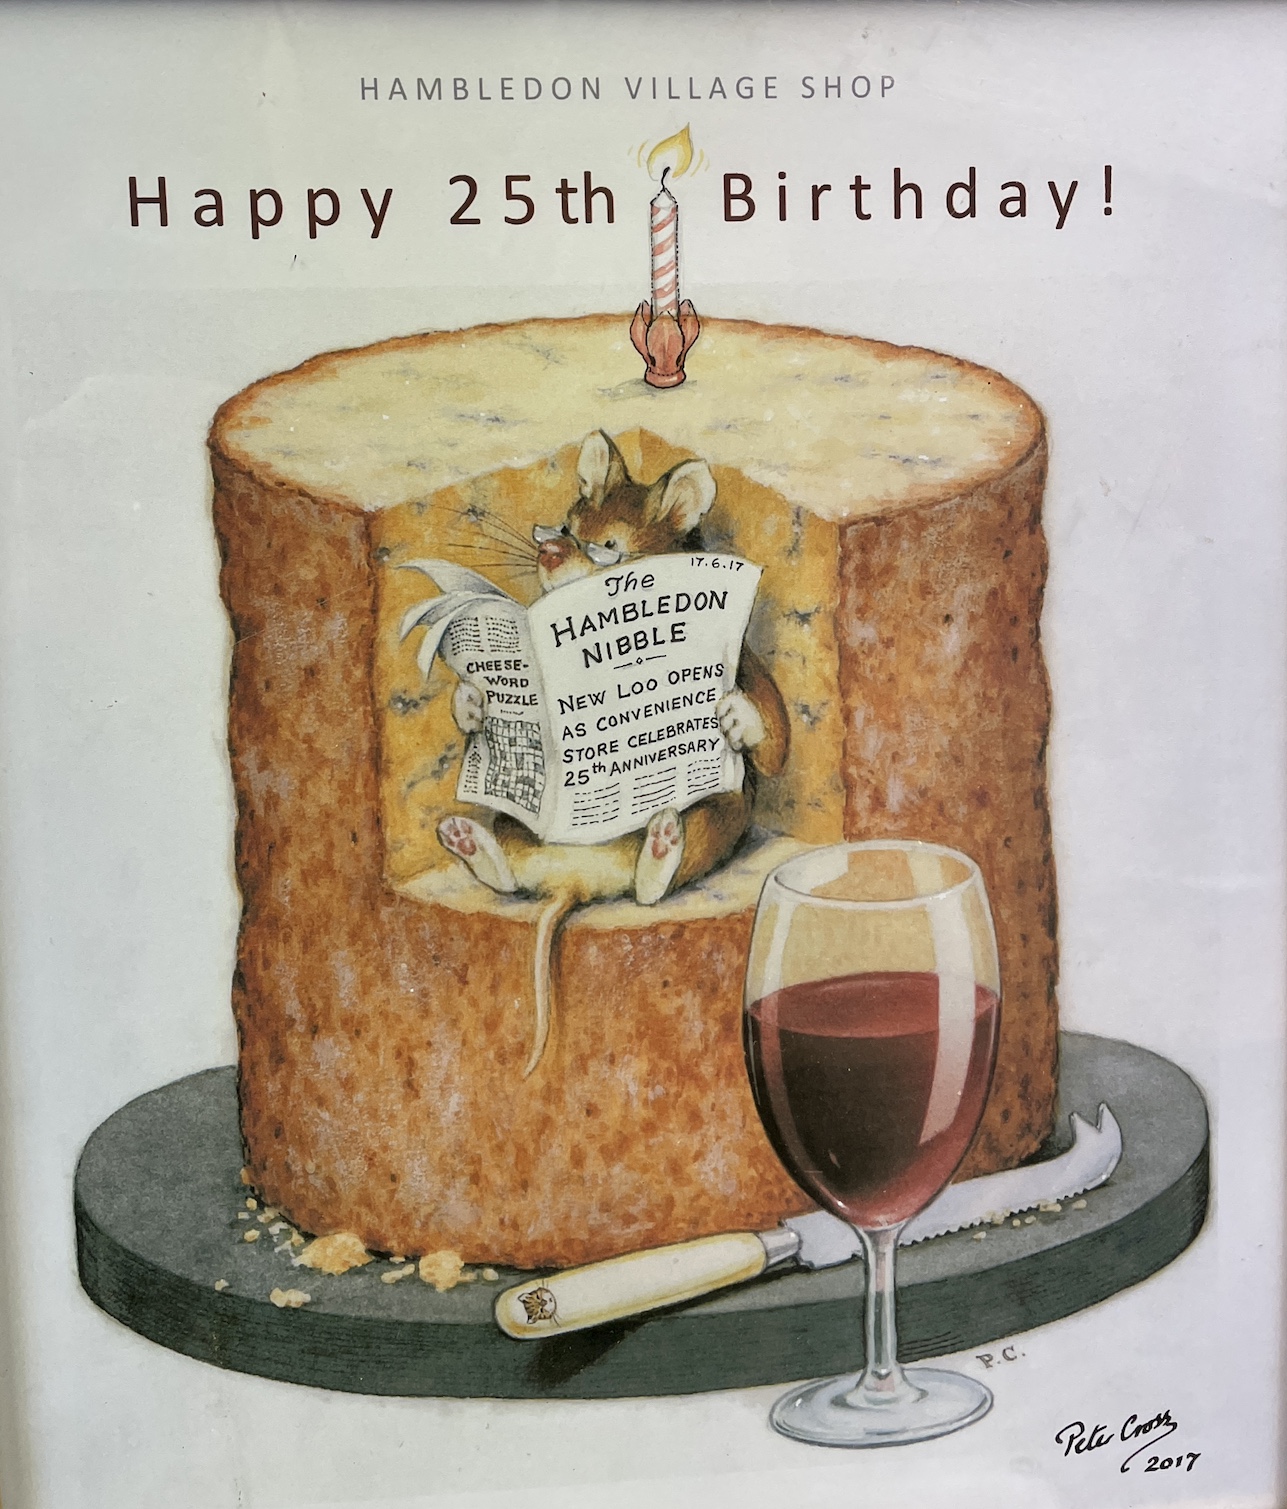 HAMBLEDON VILLAGE SHOP
Happy 25th Birthday!
17.6.17
The
HAMBLEDON
NIBBLE
NEW LOO OPENS
AS CONVENIENCE
STORE CELEBRATES
25th ANNIVERSARY
CHEESE-
WORD
PUZZLE
P.C.
Pete Cross
2017